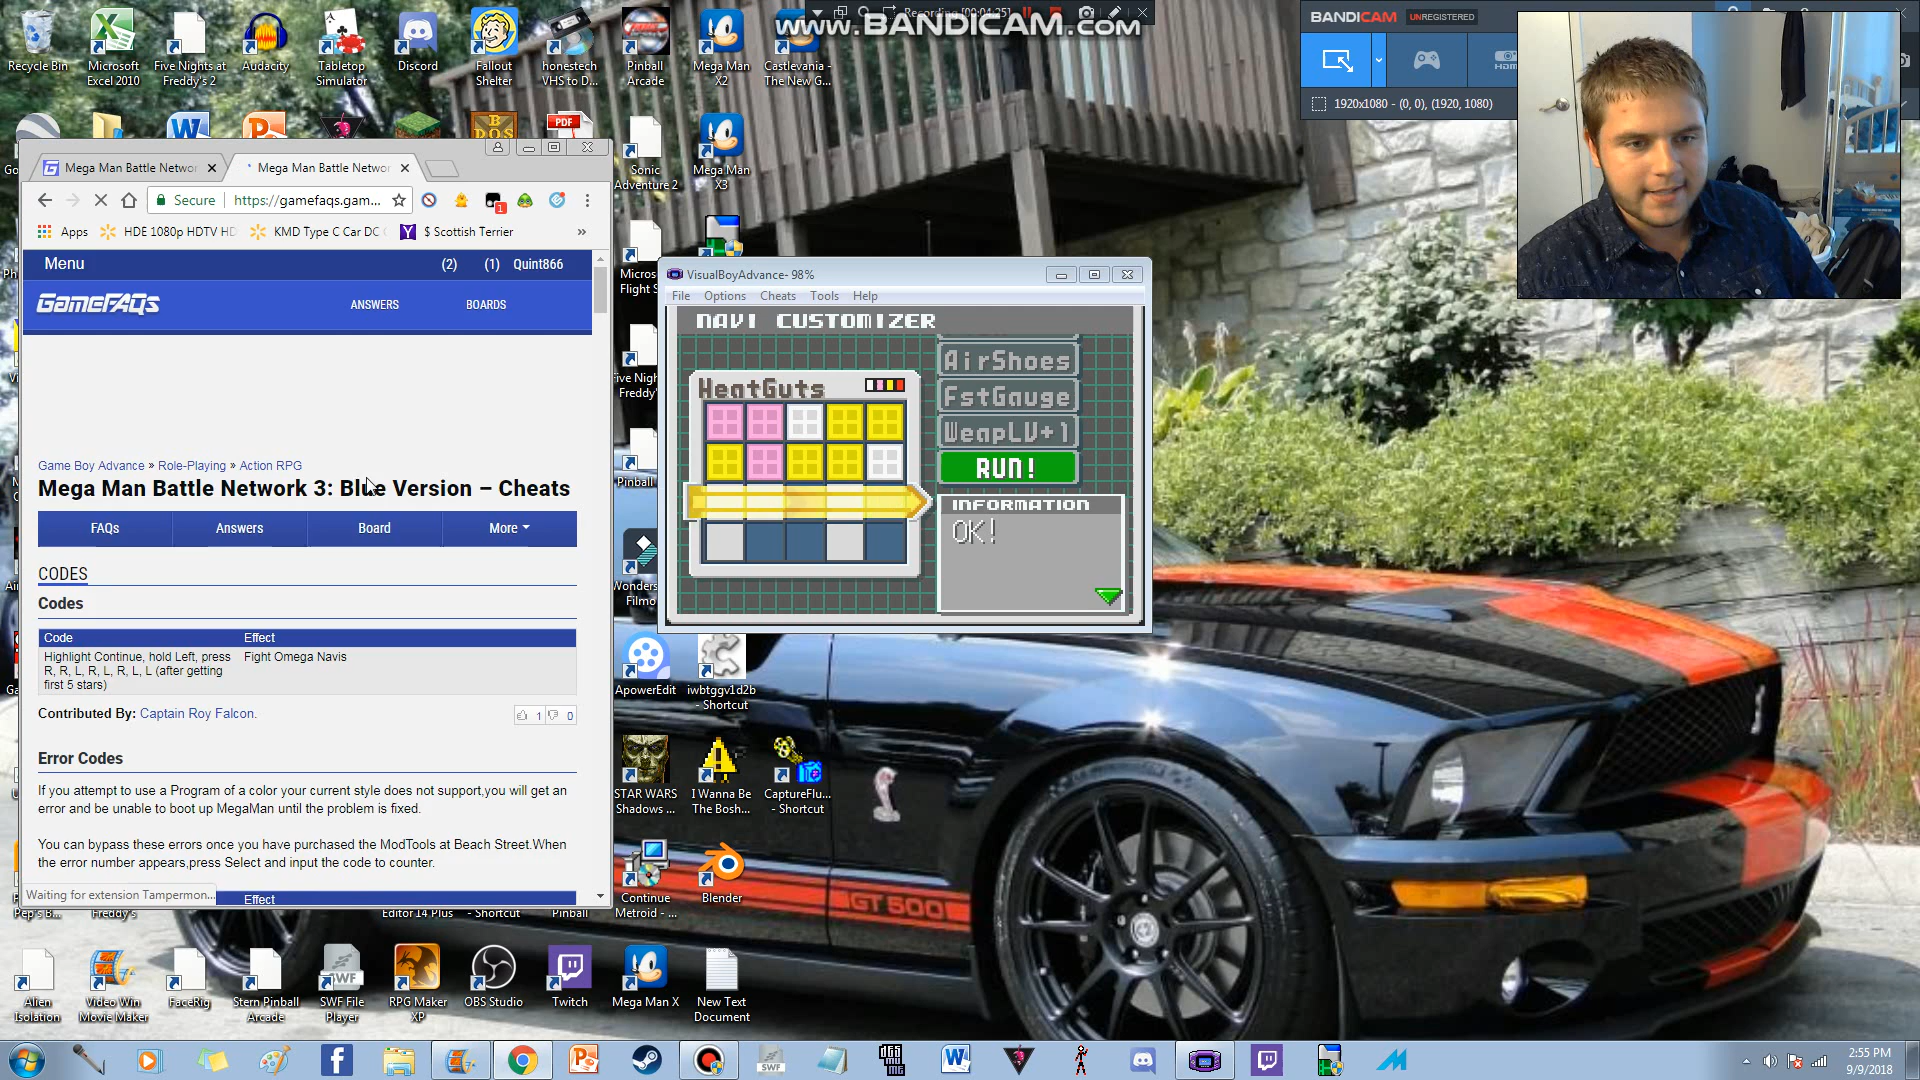 www.BANDICAM.com
Recording [00:04:25]
BANDICAM UNREGISTERED
1920x1080 - (0, 0), (1920, 1080)
Recycle Bin
Microsoft Excel 2010
Five Nights at Freddy's 2
Audacity
Tabletop Simulator
Discord
Fallout Shelter
honestech VHS to D...
Pinball Arcade
Mega Man X2
Castlevania - The New G...
Sonic Adventure 2
Mega Man X3
Mega Man Battle Networ
Mega Man Battle Networ
Secure
https://gamefaqs.gam...
Apps
HDE 1080p HDTV HD
KMD Type C Car DC
$ Scottish Terrier
»
Menu
(2)
(1)
Quint866
GameFAQs
ANSWERS
BOARDS
Game Boy Advance » Role-Playing » Action RPG
Mega Man Battle Network 3: Blue Version – Cheats
FAQs
Answers
Board
More
CODES
Codes
Code
Effect
Highlight Continue, hold Left, press
Fight Omega Navis
R, R, L, R, L, R, L, L (after getting
first 5 stars)
Contributed By: Captain Roy Falcon.
1
0
Error Codes
If you attempt to use a Program of a color your current style does not support,you will get an
error and be unable to boot up MegaMan until the problem is fixed.
You can bypass these errors once you have purchased the ModTools at Beach Street.When
the error number appears,press Select and input the code to counter.
Waiting for extension Tampermon...
Effect
VisualBoyAdvance- 98%
File
Options
Cheats
Tools
Help
NAVI CUSTOMIZER
HeatGuts
AirShoes
FstGauge
WeapLV+1
RUN!
INFORMATION
OK!
ApowerEdit
iwbtggv1d2b - Shortcut
STAR WARS Shadows ...
I Wanna Be The Bosh...
CaptureFlu... - Shortcut
Continue Metroid - ...
Blender
Editor 14 Plus
- Shortcut
Pinball
GT 500
Alien Isolation
Video Win Movie Maker
FaceRig
Stern Pinball Arcade
SWF File Player
RPG Maker XP
OBS Studio
Twitch
Mega Man X
New Text Document
2:55 PM
9/9/2018